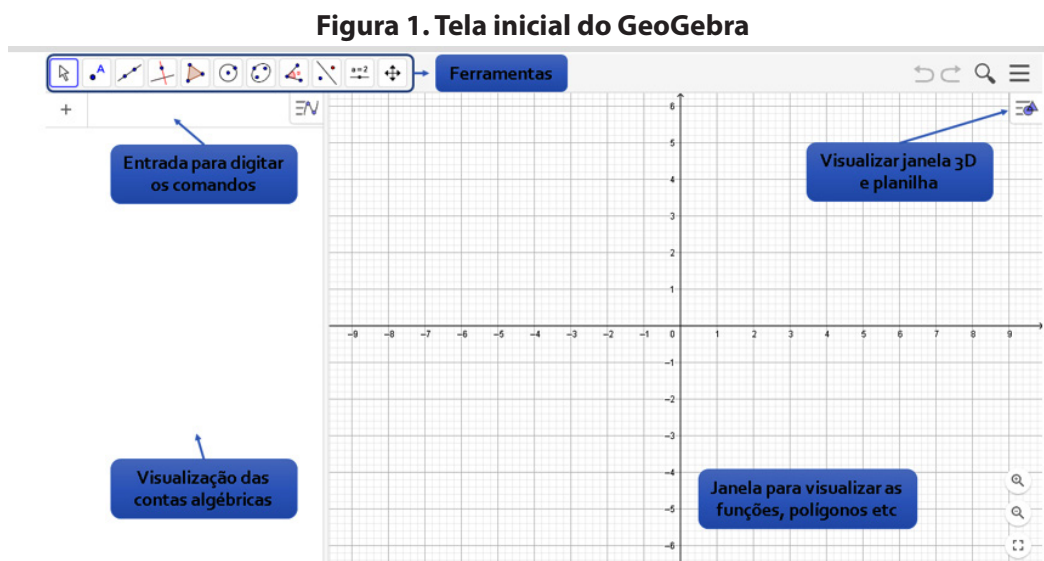 Figura 1. Tela inicial do GeoGebra
A
a=2
Ferramentas
+
Entrada para digitar
os comandos
Visualizar janela 3D
e planilha
6
5
4
3
2
1
-9 -8 -7 -6 -5 -4 -3 -2 -1 0 1 2 3 4 5 6 7 8 9
-1
-2
-3
-4
-5
-6
Visualização das
contas algébricas
Janela para visualizar as
funções, polígonos etc